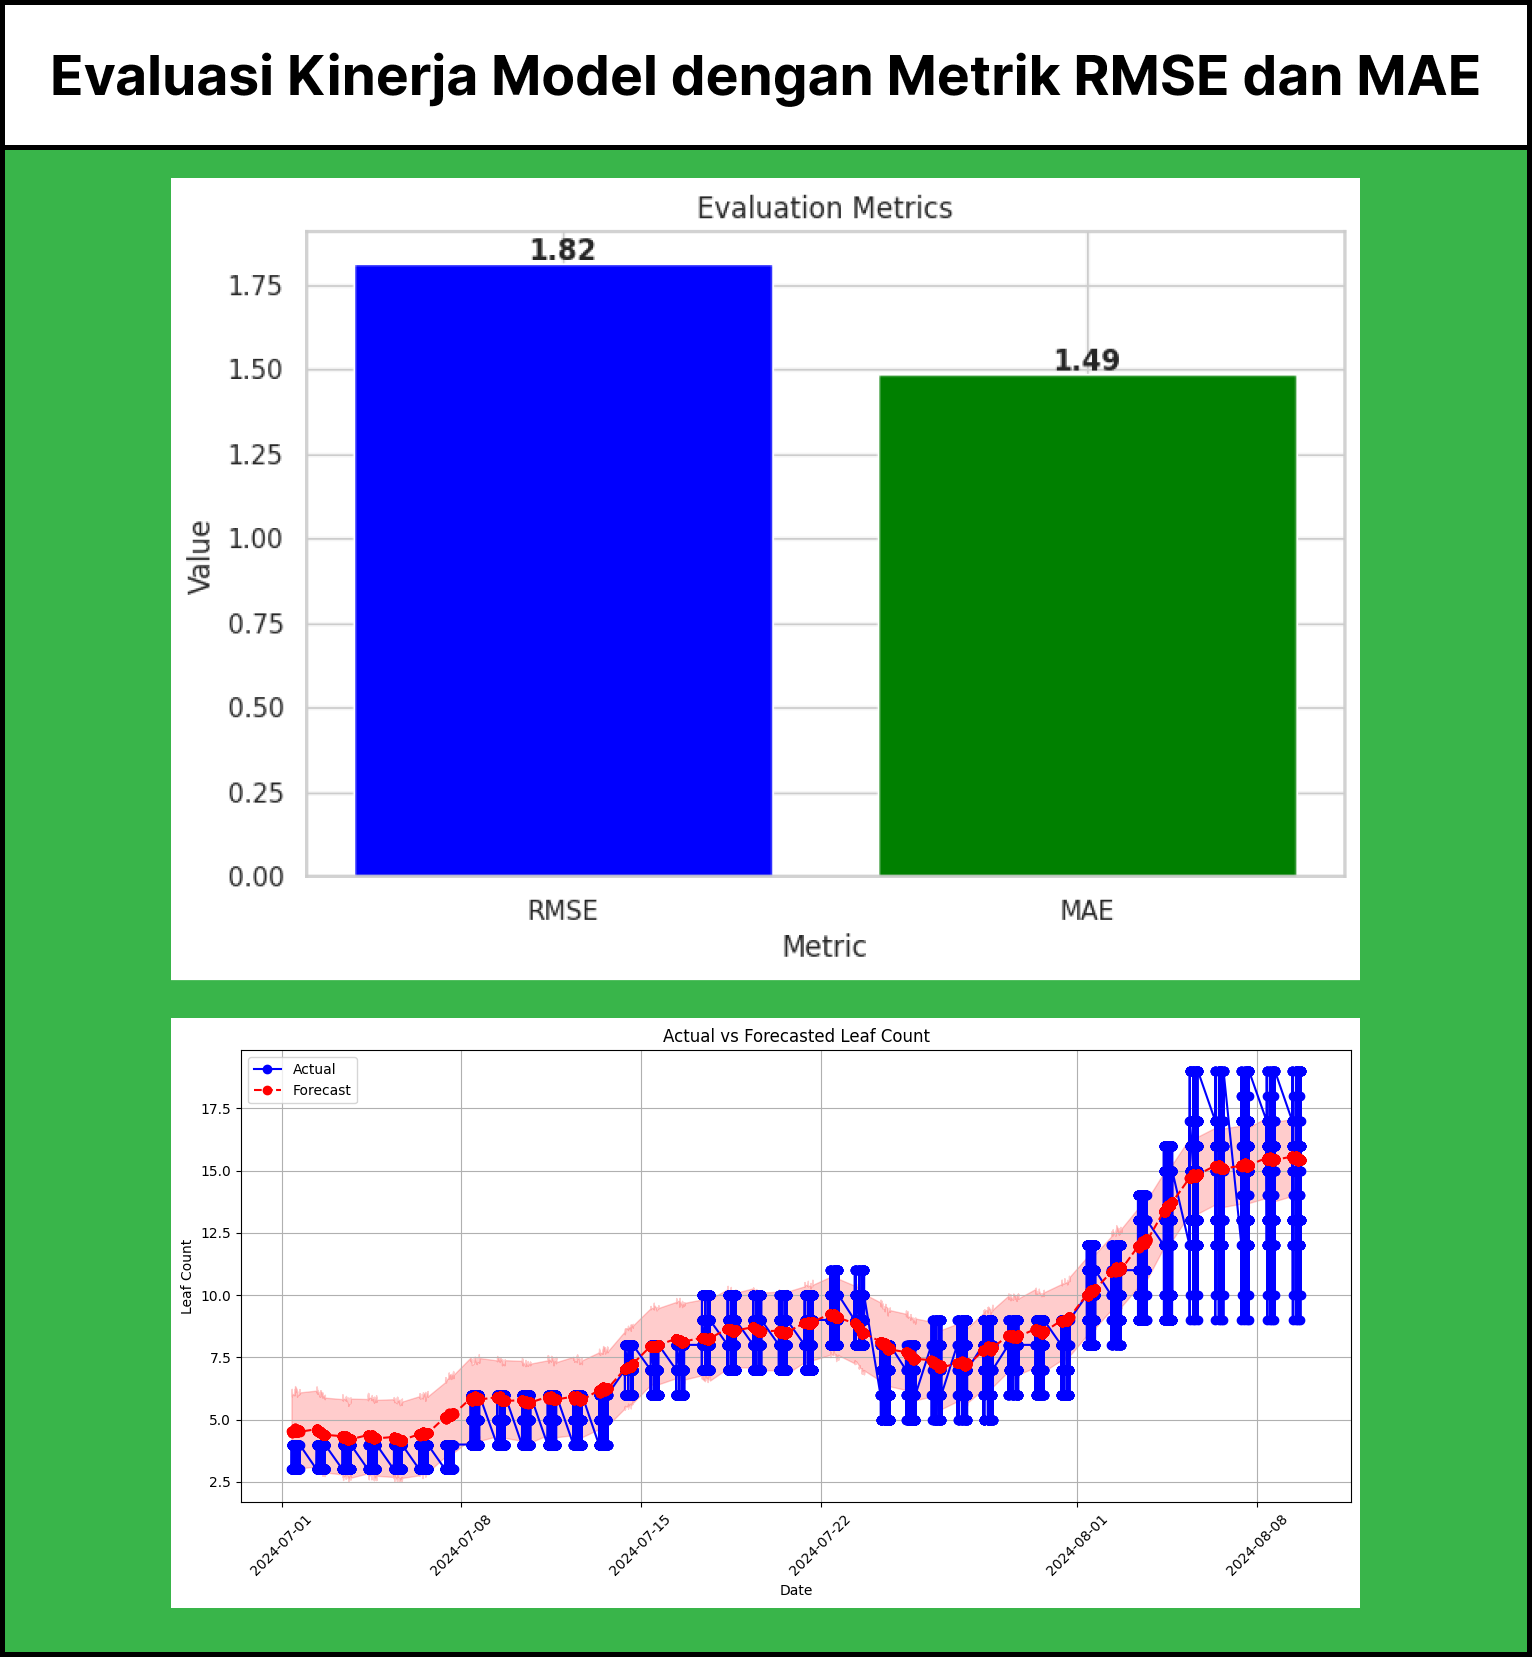 Evaluasi Kinerja Model dengan Metrik RMSE dan MAE
Evaluation Metrics
1.82
1.49
1.75
1.50
1.25
1.00
0.75
0.50
0.25
0.00
Value
RMSE
MAE
Metric
Actual vs Forecasted Leaf Count
Actual
Forecast
17.5
15.0
12.5
10.0
7.5
5.0
2.5
Leaf Count
2024-07-01
2024-07-08
2024-07-15
2024-07-22
2024-08-01
2024-08-08
Date